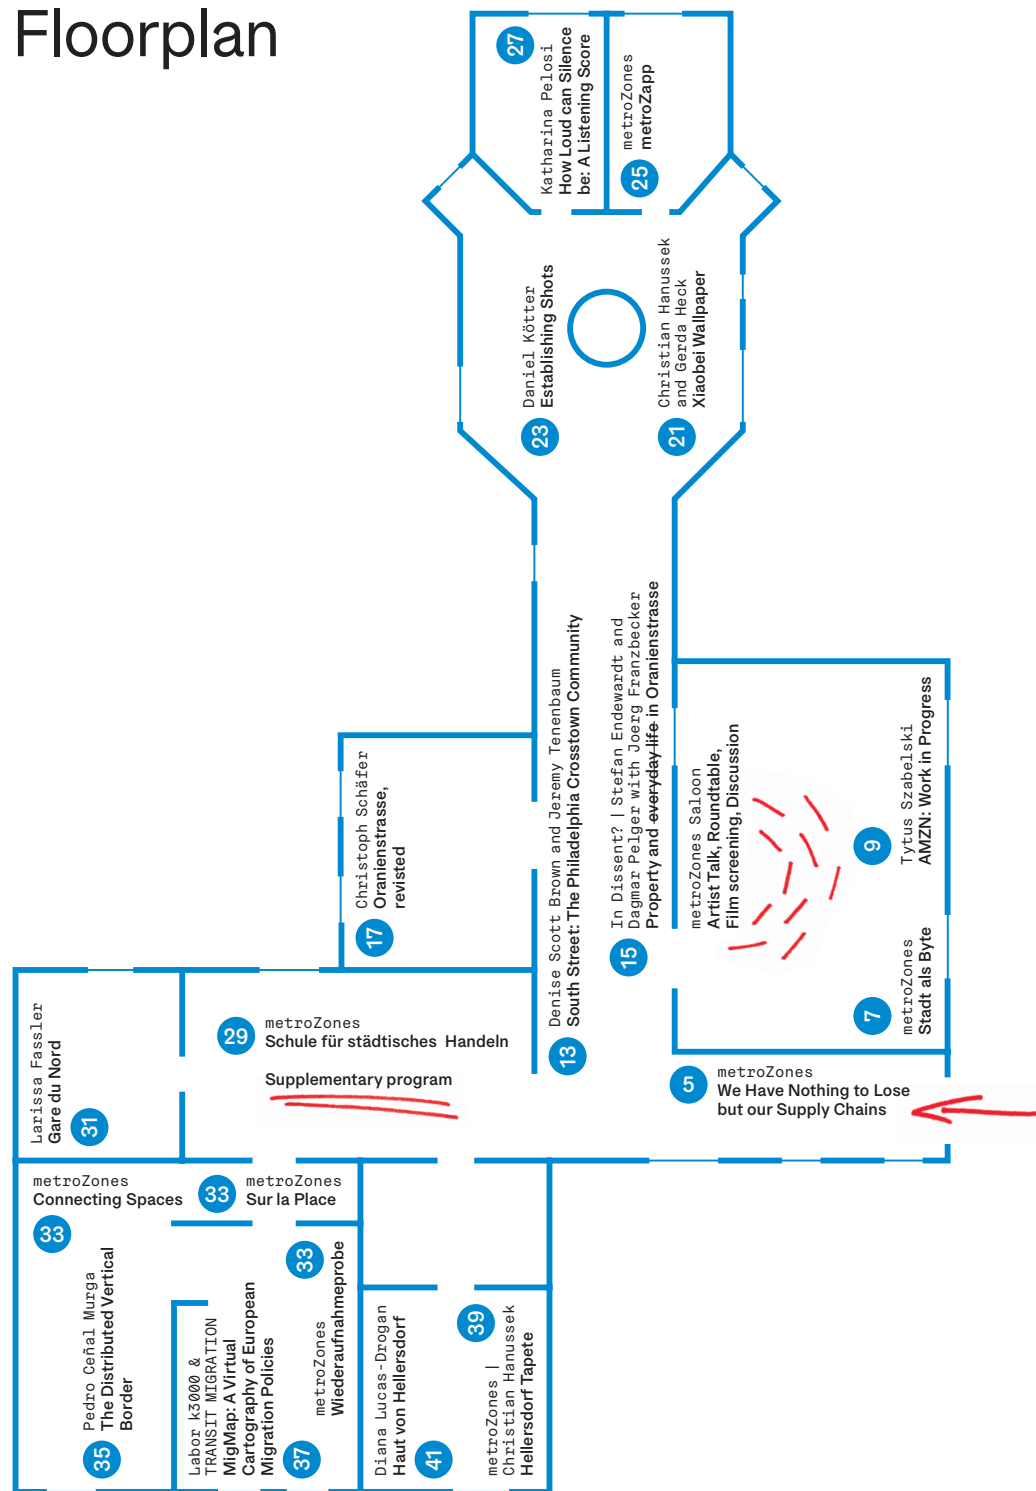 Floorplan
27
Katharina Pelosi
How Loud can Silence
be: A Listening Score
metroZones
metroZapp
25
Daniel Kötter
Establishing Shots
23
Christian Hanussek
and Gerda Heck
Xiaobei Wallpaper
21
Denise Scott Brown and Jeremy Tenenbaum
South Street: The Philadelphia Crosstown Community
13
In Dissent? | Stefan Endewardt and
Dagmar Pelger with Joerg Franzbecker
Property and everyday life in Oranienstrasse
15
Christoph Schäfer
Oranienstrasse,
revisted
17
metroZones Saloon
Artist Talk, Roundtable,
Film screening, Discussion
9
Tytus Szabelski
AMZN: Work in Progress
7
metroZones
Stadt als Byte
5
metroZones
We Have Nothing to Lose
but our Supply Chains
29
metroZones
Schule für städtisches Handeln
Supplementary program
Larissa Fassler
Gare du Nord
31
metroZones
Connecting Spaces
33
33
metroZones
Sur la Place
33
metroZones
Wiederaufnahmeprobe
Pedro Ceñal Murga
The Distributed Vertical
Border
35
Labor k3000 &
TRANSIT MIGRATION
MigMap: A Virtual
Cartography of European
Migration Policies
37
Diana Lucas-Drogan
Haut von Hellersdorf
41
39
metroZones |
Christian Hanussek
Hellersdorf Tapete